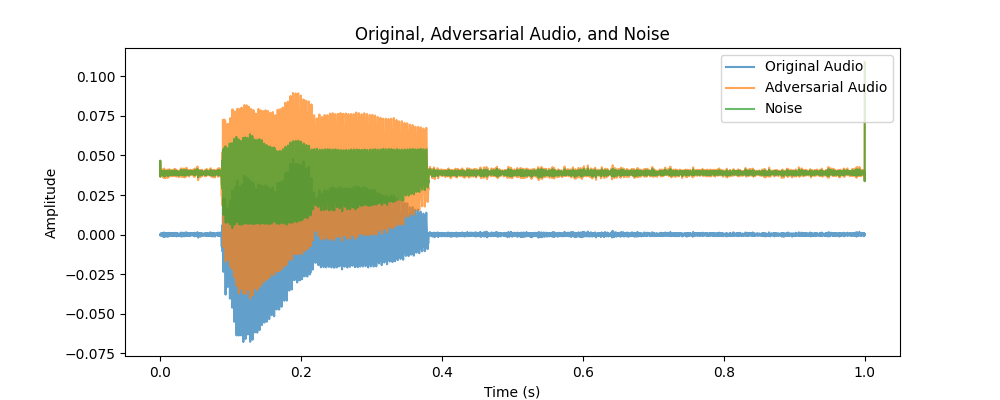 Original, Adversarial Audio, and Noise
Original Audio
Adversarial Audio
Noise
0.100
0.075
0.050
0.025
0.000
−0.025
−0.050
−0.075
Amplitude
0.0
0.2
0.4
0.6
0.8
1.0
Time (s)